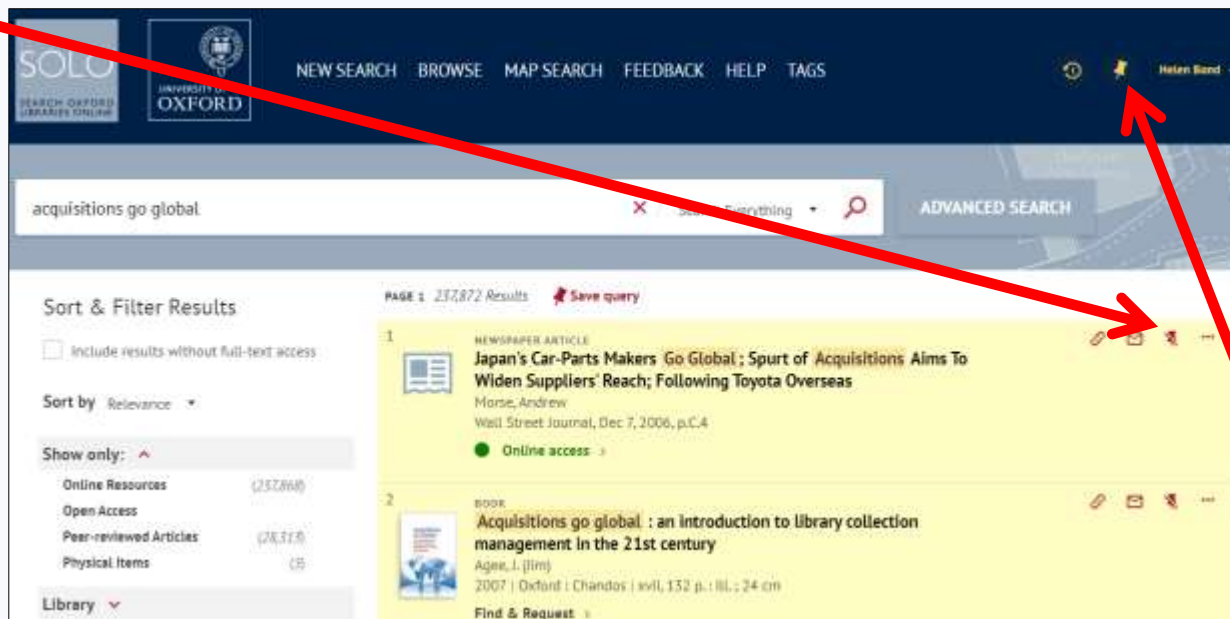 SOLO
SEARCH OXFORD
LIBRARIES ONLINE
UNIVERSITY OF
OXFORD
NEW SEARCH BROWSE MAP SEARCH FEEDBACK HELP TAGS
Helen Bond
acquisitions go global
Everything
ADVANCED SEARCH
Sort & Filter Results
Include results without full-text access
Sort by Relevance
Show only:
Online Resources (237,868)
Open Access
Peer-reviewed Articles (28,313)
Physical Items (3)
Library
PAGE 1 237,872 Results Save query
1
NEWSPAPER ARTICLE
Japan's Car-Parts Makers Go Global; Spurt of Acquisitions Aims To
Widen Suppliers' Reach; Following Toyota Overseas
Morse, Andrew
Wall Street Journal, Dec 7, 2006, p.C.4
Online access
2
BOOK
Acquisitions go global : an introduction to library collection
management in the 21st century
Agee, J. (Jim)
2007 | Oxford : Chandos | xvii, 132 p. : ill. ; 24 cm
Find & Request